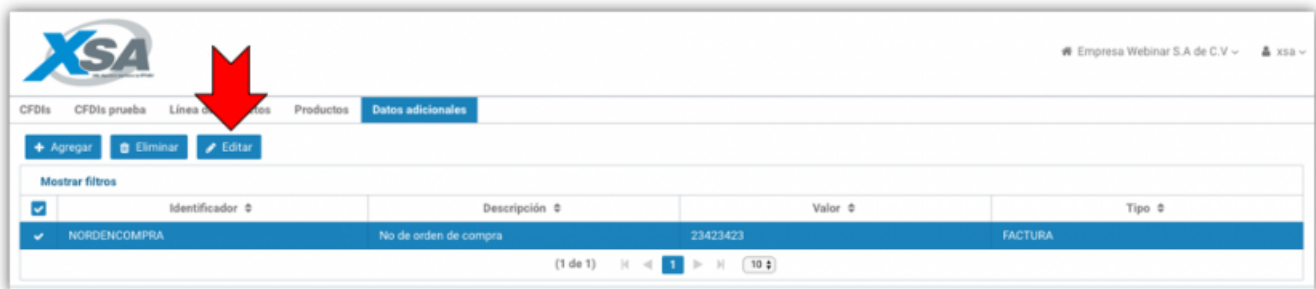 XSA
Empresa Webinar S.A de C.V xsa
CFDIs CFDIs prueba Línea Productos Datos adicionales
Agregar Eliminar Editar
Mostrar filtros
Identificador Descripción Valor Tipo
NORDENCOMPRA No de orden de compra 23423423 FACTURA
(1 de 1) 1 10